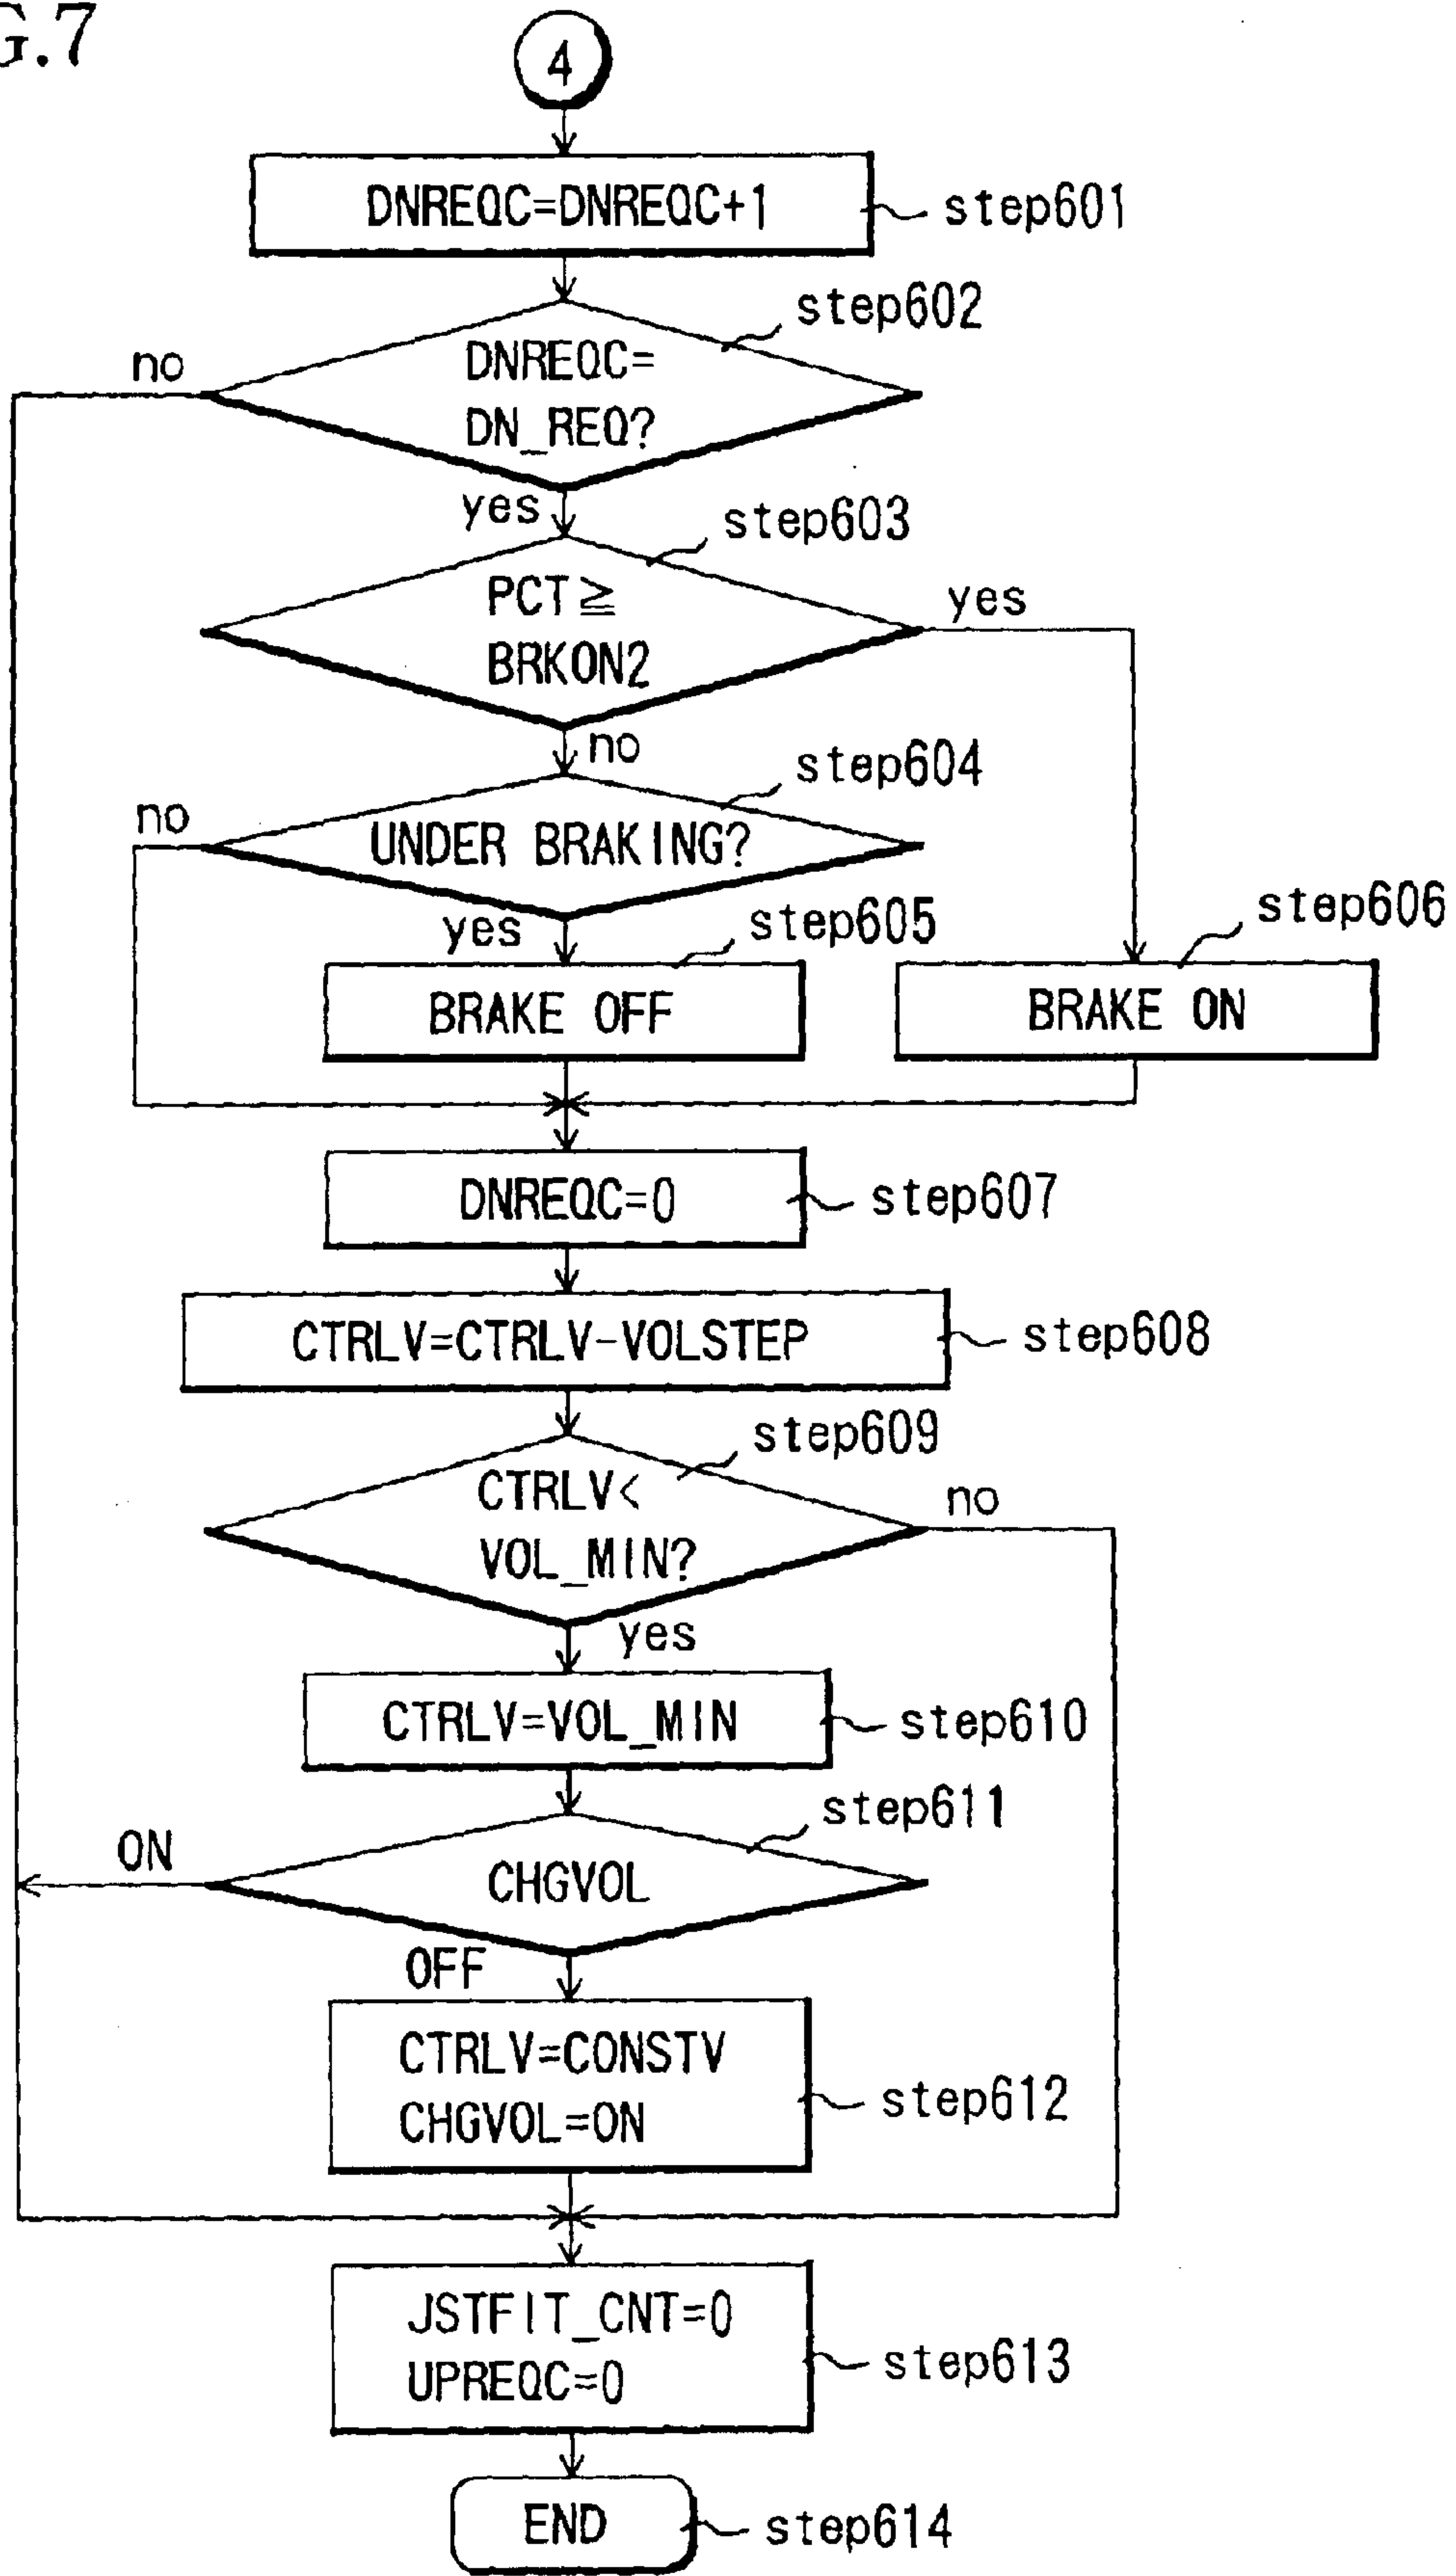 G.7
4
DNREQC=DNREQC+1
step601
step602
no
DNREQC=
DN_REQ?
yes
step603
PCT≧
BRKON2
yes
no
step604
no
UNDER BRAKING?
yes
step605
step606
BRAKE OFF
BRAKE ON
DNREQC=0
step607
CTRLV=CTRLV-VOLSTEP
step608
step609
CTRLV<
VOL_MIN?
no
yes
CTRLV=VOL_MIN
step610
step611
ON
CHGVOL
OFF
CTRLV=CONSTV
CHGVOL=ON
step612
JSTFIT_CNT=0
UPREQC=0
step613
END
step614